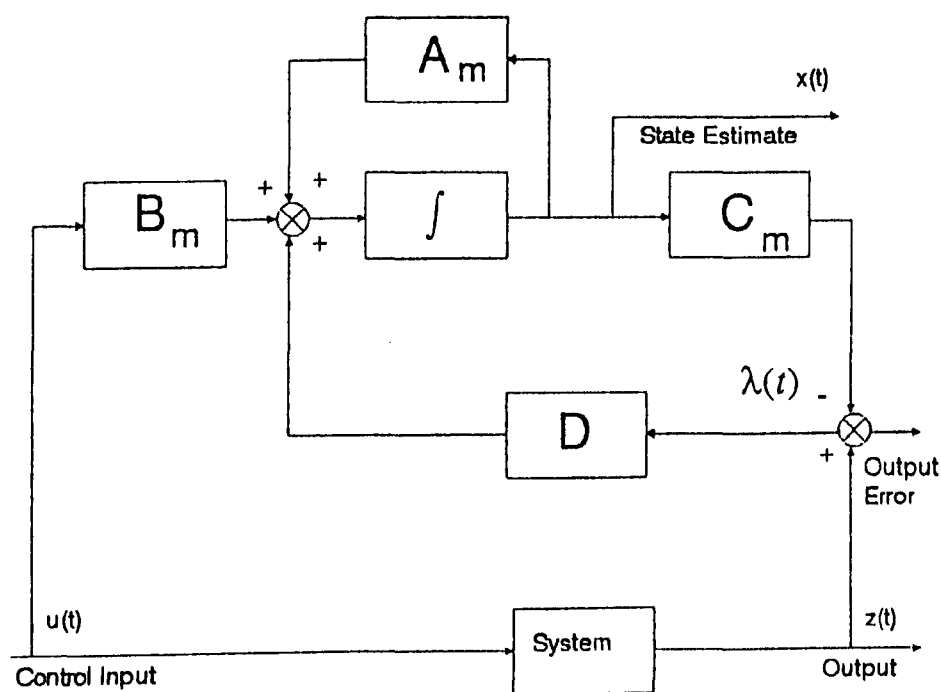 A m
x(t)
State Estimate
+ +
B m
∫
C m
+
λ(t) -
D
+
Output
Error
u(t)
System
z(t)
Control Input
Output